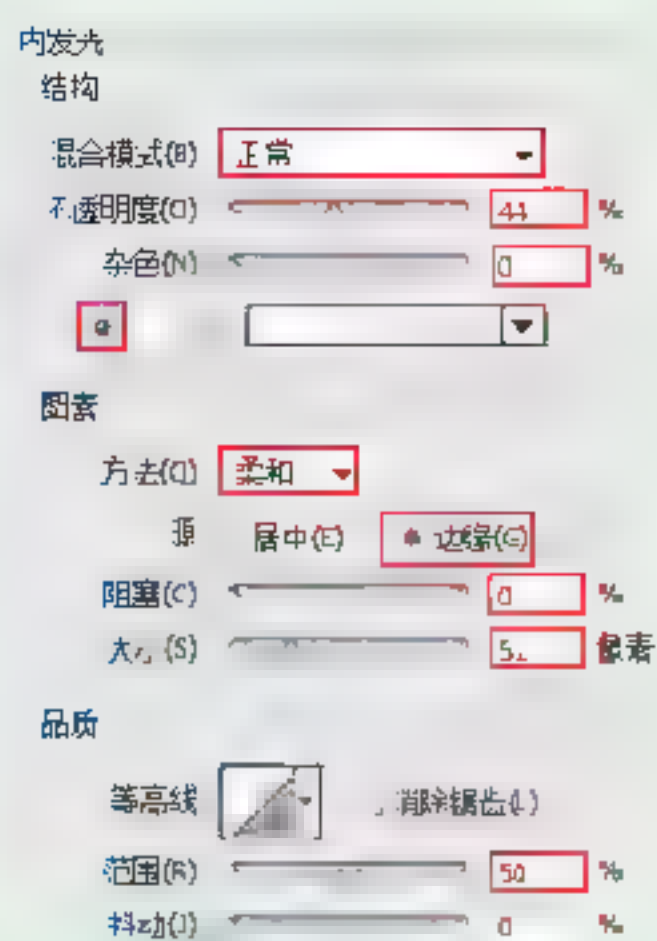 内发光
结构
混合模式(B) 正常
不透明度(O) 44 %
杂色(N) 0 %
图素
方法(Q) 柔和
源 居中(E) 边缘(G)
阻塞(C) 0 %
大小(S) 像素
品质
等高线 消除锯齿(L)
范围(R) 50 %
抖动(J) 0 %